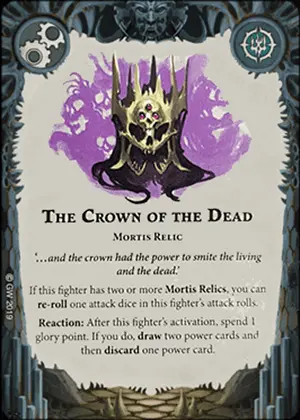 THE CROWN OF THE DEAD
MORTIS RELIC
‘…and the crown had the power to smite the living
and the dead.’
If this fighter has two or more Mortis Relics, you can
re-roll one attack dice in this fighter's attack rolls.
Reaction: After this fighter's activation, spend 1
glory point. If you do, draw two power cards and
then discard one power card.
© GW 2019